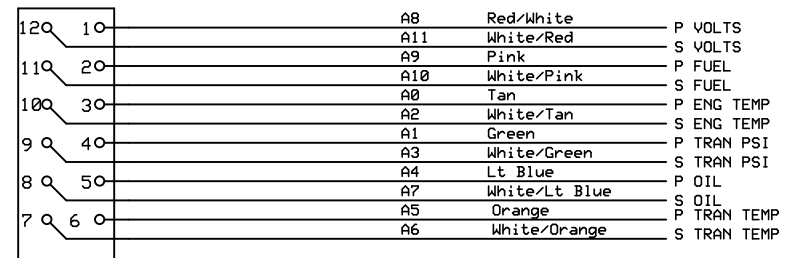 12 1 A8 Red/White P VOLTS
A11 White/Red S VOLTS
11 2 A9 Pink P FUEL
A10 White/Pink S FUEL
10 3 A0 Tan P ENG TEMP
A2 White/Tan S ENG TEMP
9 4 A1 Green P TRAN PSI
A3 White/Green S TRAN PSI
8 5 A4 Lt Blue P OIL
A7 White/Lt Blue S OIL
7 6 A5 Orange P TRAN TEMP
A6 White/Orange S TRAN TEMP